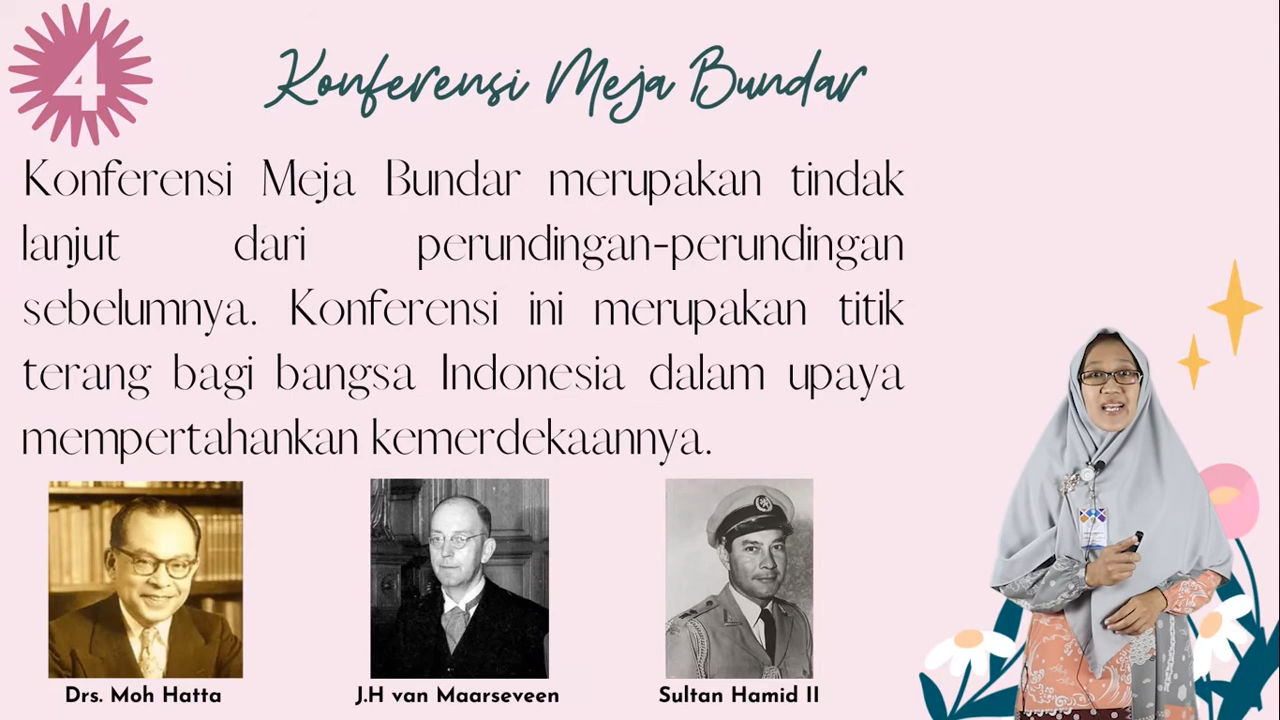 4
Konferensi Meja Bundar
Konferensi Meja Bundar merupakan tindak
lanjut dari perundingan-perundingan
sebelumnya. Konferensi ini merupakan titik
terang bagi bangsa Indonesia dalam upaya
mempertahankan kemerdekaannya.
Drs. Moh Hatta
J.H van Maarseveen
Sultan Hamid II